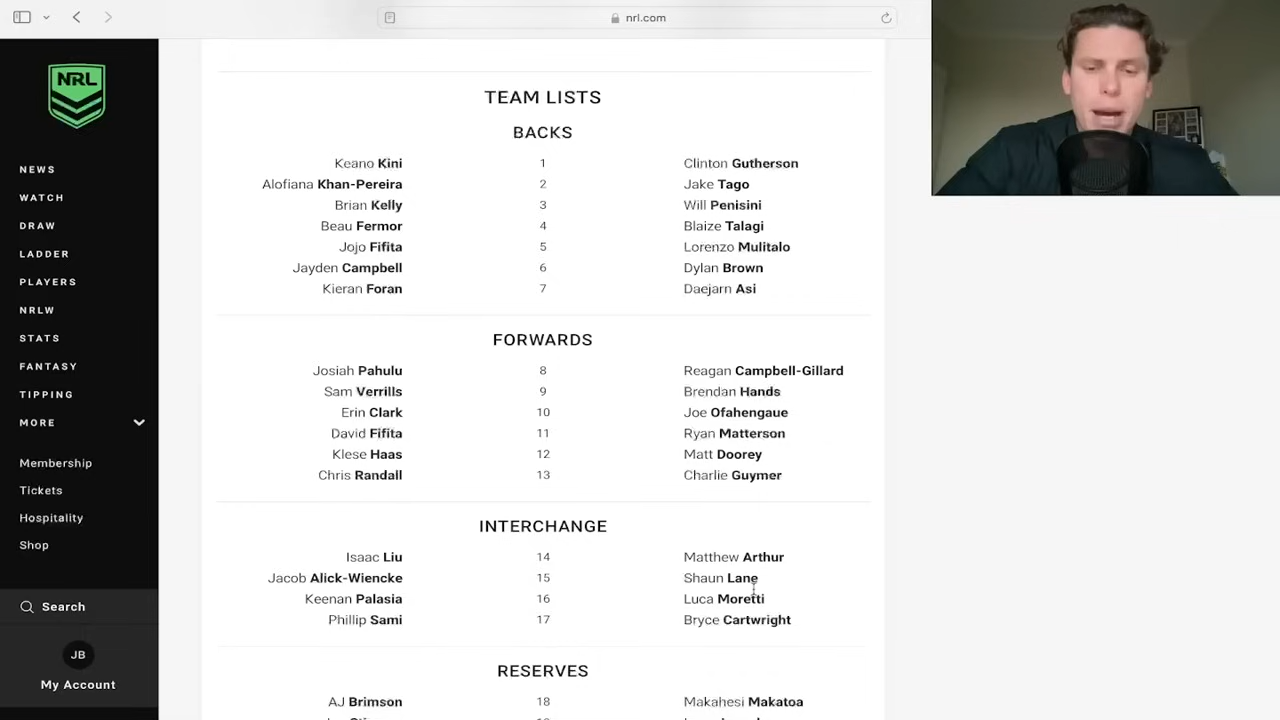 nrl.com
NRL
NEWS
WATCH
DRAW
LADDER
PLAYERS
NRLW
STATS
FANTASY
TIPPING
MORE
Membership
Tickets
Hospitality
Shop
Search
JB
My Account
TEAM LISTS
BACKS
Keano Kini 1 Clinton Gutherson
Alofiana Khan-Pereira 2 Jake Tago
Brian Kelly 3 Will Penisini
Beau Fermor 4 Blaize Talagi
Jojo Fifita 5 Lorenzo Mulitalo
Jayden Campbell 6 Dylan Brown
Kieran Foran 7 Daejarn Asi
FORWARDS
Josiah Pahulu 8 Reagan Campbell-Gillard
Sam Verrills 9 Brendan Hands
Erin Clark 10 Joe Ofahengaue
David Fifita 11 Ryan Matterson
Klese Haas 12 Matt Doorey
Chris Randall 13 Charlie Guymer
INTERCHANGE
Isaac Liu 14 Matthew Arthur
Jacob Alick-Wiencke 15 Shaun Lane
Keenan Palasia 16 Luca Moretti
Phillip Sami 17 Bryce Cartwright
RESERVES
AJ Brimson 18 Makahesi Makatoa